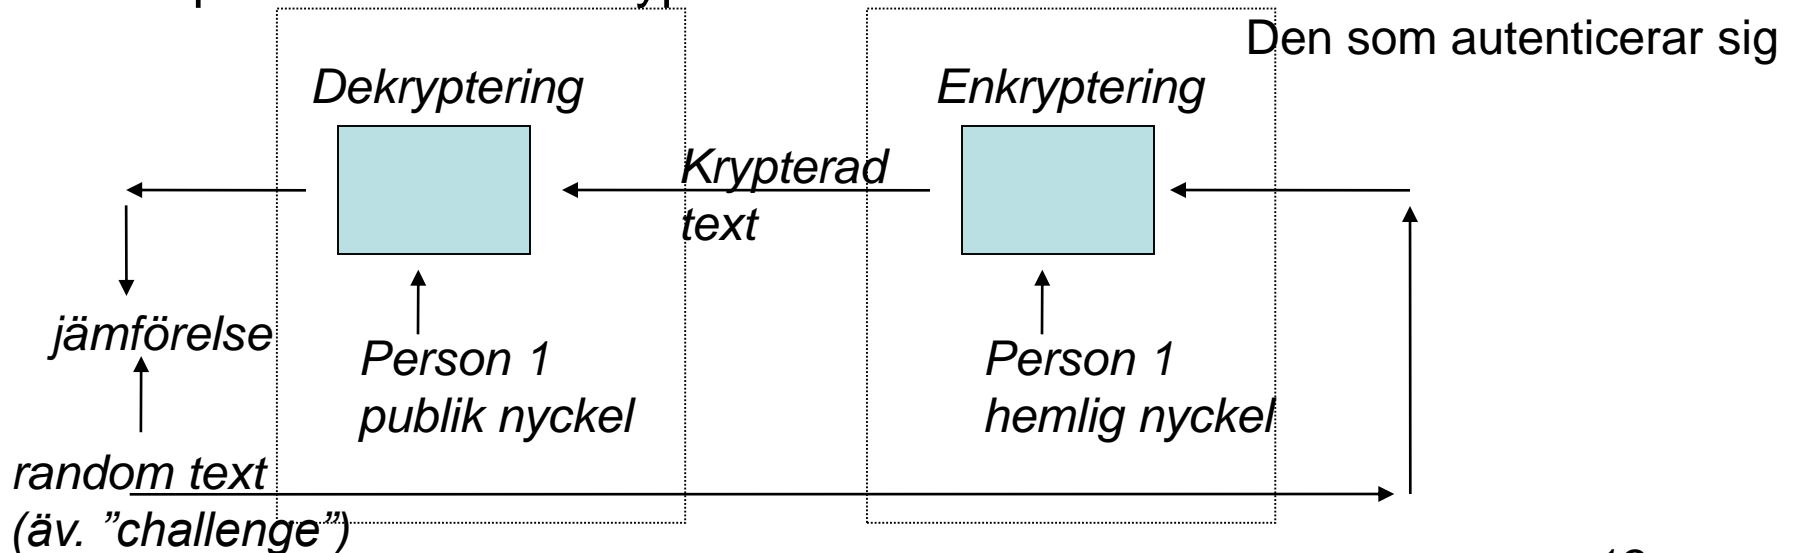 Den som autenticerar sig
Dekryptering
Enkryptering
Krypterad
text
jämförelse
Person 1
publik nyckel
Person 1
hemlig nyckel
random text
(äv. ”challenge”)